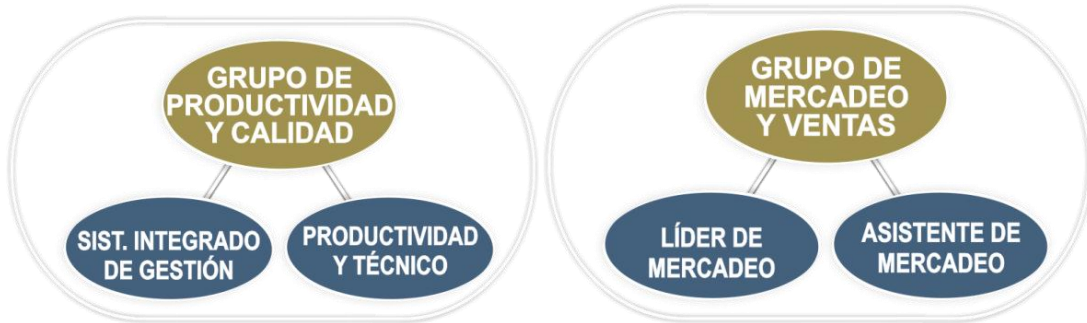 GRUPO DE
PRODUCTIVIDAD
Y CALIDAD
SIST. INTEGRADO
DE GESTIÓN
PRODUCTIVIDAD
Y TÉCNICO
GRUPO DE
MERCADEO
Y VENTAS
LÍDER DE
MERCADEO
ASISTENTE DE
MERCADEO